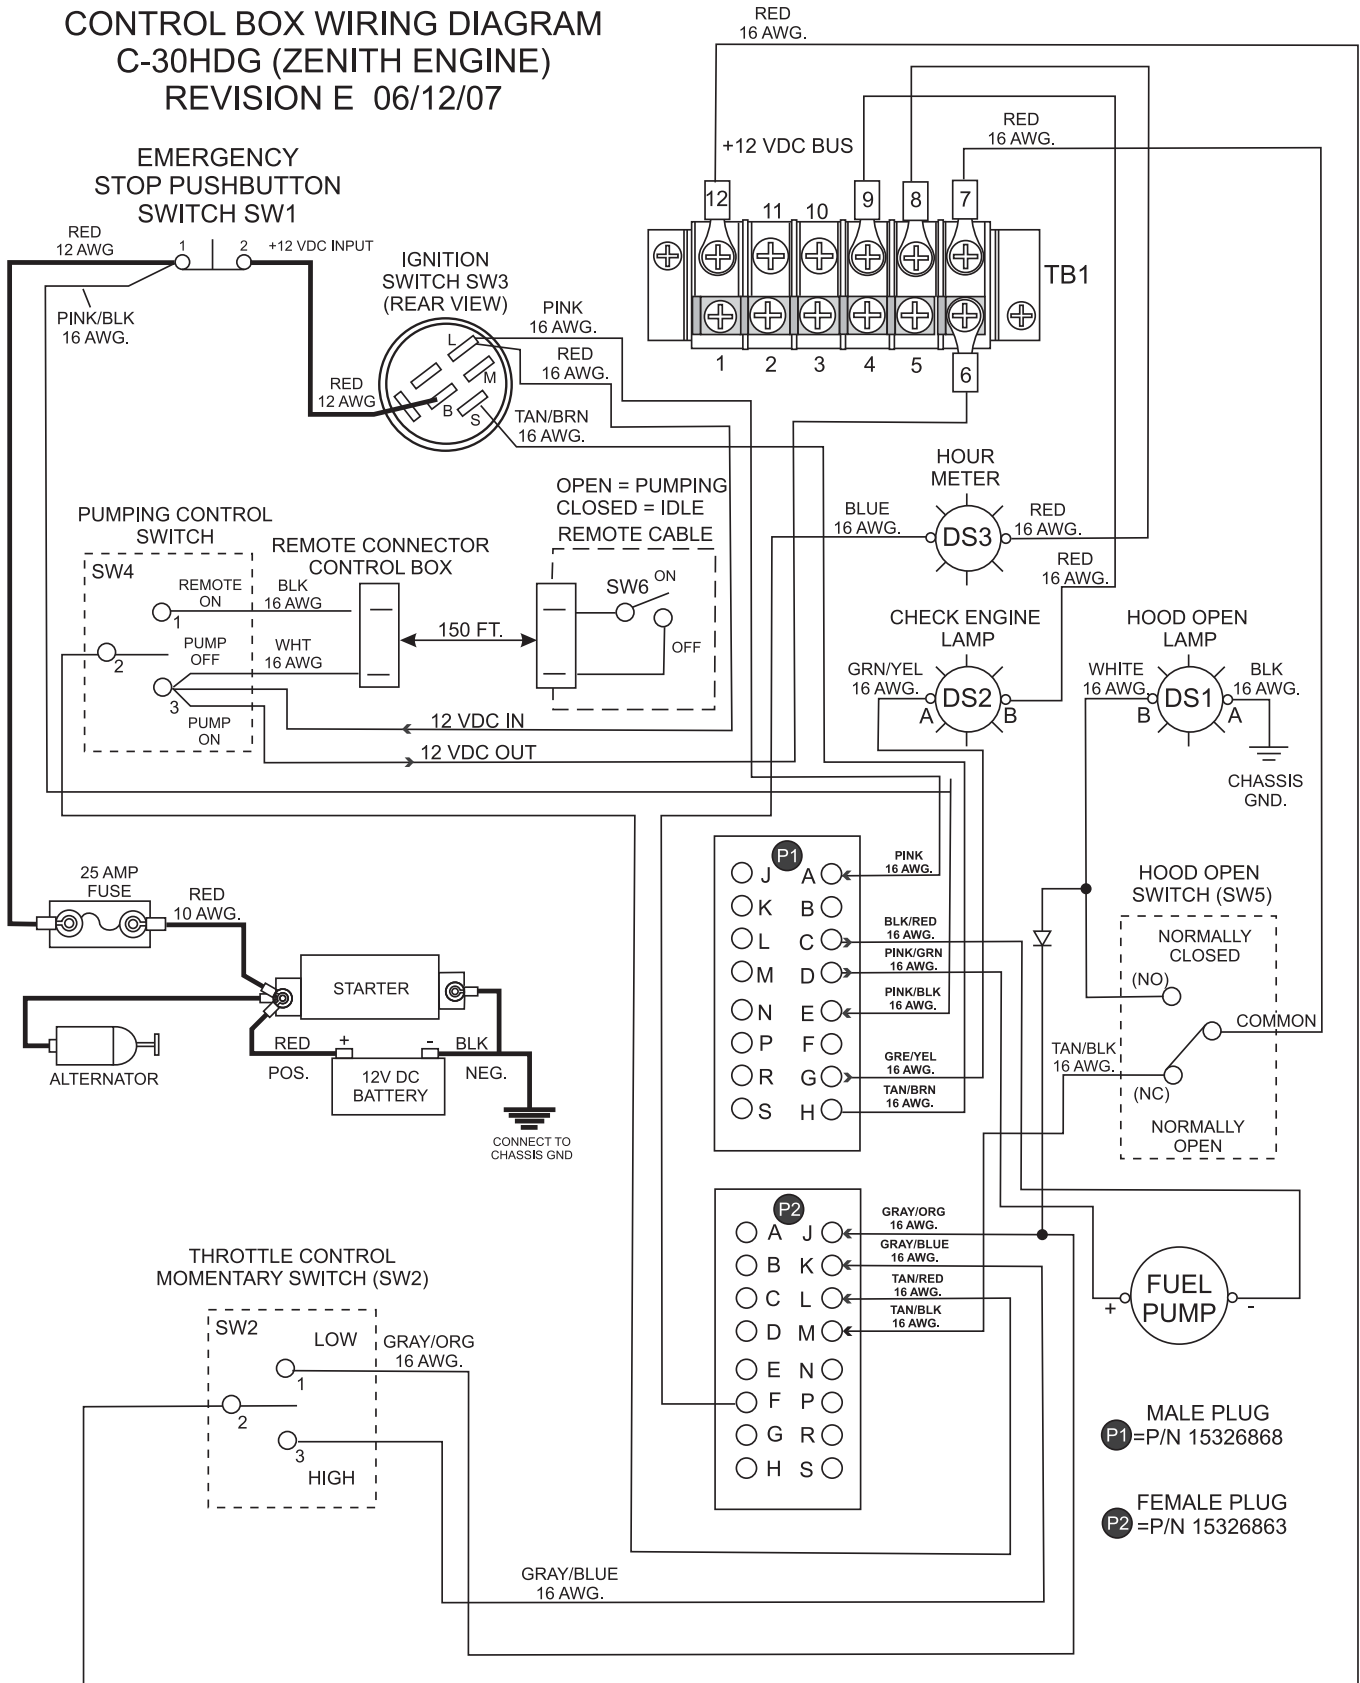 CONTROL BOX WIRING DIAGRAM
C-30HDG (ZENITH ENGINE)
REVISION E 06/12/07
RED
16 AWG.
+12 VDC BUS
RED
16 AWG.
12
11
10
9
8
7
TB1
1
2
3
4
5
6
EMERGENCY
STOP PUSHBUTTON
SWITCH SW1
RED
12 AWG
1
2
+12 VDC INPUT
PINK/BLK
16 AWG.
IGNITION
SWITCH SW3
(REAR VIEW)
L
M
B
S
RED
12 AWG
PINK
16 AWG.
RED
16 AWG.
TAN/BRN
16 AWG.
HOUR
METER
BLUE
16 AWG.
DS3
RED
16 AWG.
RED
16 AWG.
OPEN = PUMPING
CLOSED = IDLE
REMOTE CABLE
SW6
ON
OFF
PUMPING CONTROL
SWITCH
SW4
REMOTE
ON
1
PUMP
OFF
2
3
PUMP
ON
REMOTE CONNECTOR
CONTROL BOX
BLK
16 AWG
WHT
16 AWG
150 FT.
12 VDC IN
12 VDC OUT
CHECK ENGINE
LAMP
GRN/YEL
16 AWG.
A
DS2
B
HOOD OPEN
LAMP
WHITE
16 AWG.
B
DS1
A
BLK
16 AWG.
CHASSIS
GND.
25 AMP
FUSE
RED
10 AWG.
STARTER
ALTERNATOR
RED
POS.
+
-
12V DC
BATTERY
BLK
NEG.
CONNECT TO
CHASSIS GND
P1
J A
K B
L C
M D
N E
P F
R G
S H
PINK
16 AWG.
BLK/RED
16 AWG.
PINK/GRN
16 AWG.
PINK/BLK
16 AWG.
GRE/YEL
16 AWG.
TAN/BRN
16 AWG.
HOOD OPEN
SWITCH (SW5)
NORMALLY
CLOSED
(NO)
COMMON
TAN/BLK
16 AWG.
(NC)
NORMALLY
OPEN
P2
A J
B K
C L
D M
E N
F P
G R
H S
GRAY/ORG
16 AWG.
GRAY/BLUE
16 AWG.
TAN/RED
16 AWG.
TAN/BLK
16 AWG.
FUEL
PUMP
+
-
THROTTLE CONTROL
MOMENTARY SWITCH (SW2)
SW2
LOW
1
2
3
HIGH
GRAY/ORG
16 AWG.
GRAY/BLUE
16 AWG.
MALE PLUG
P1 =P/N 15326868
FEMALE PLUG
P2 =P/N 15326863